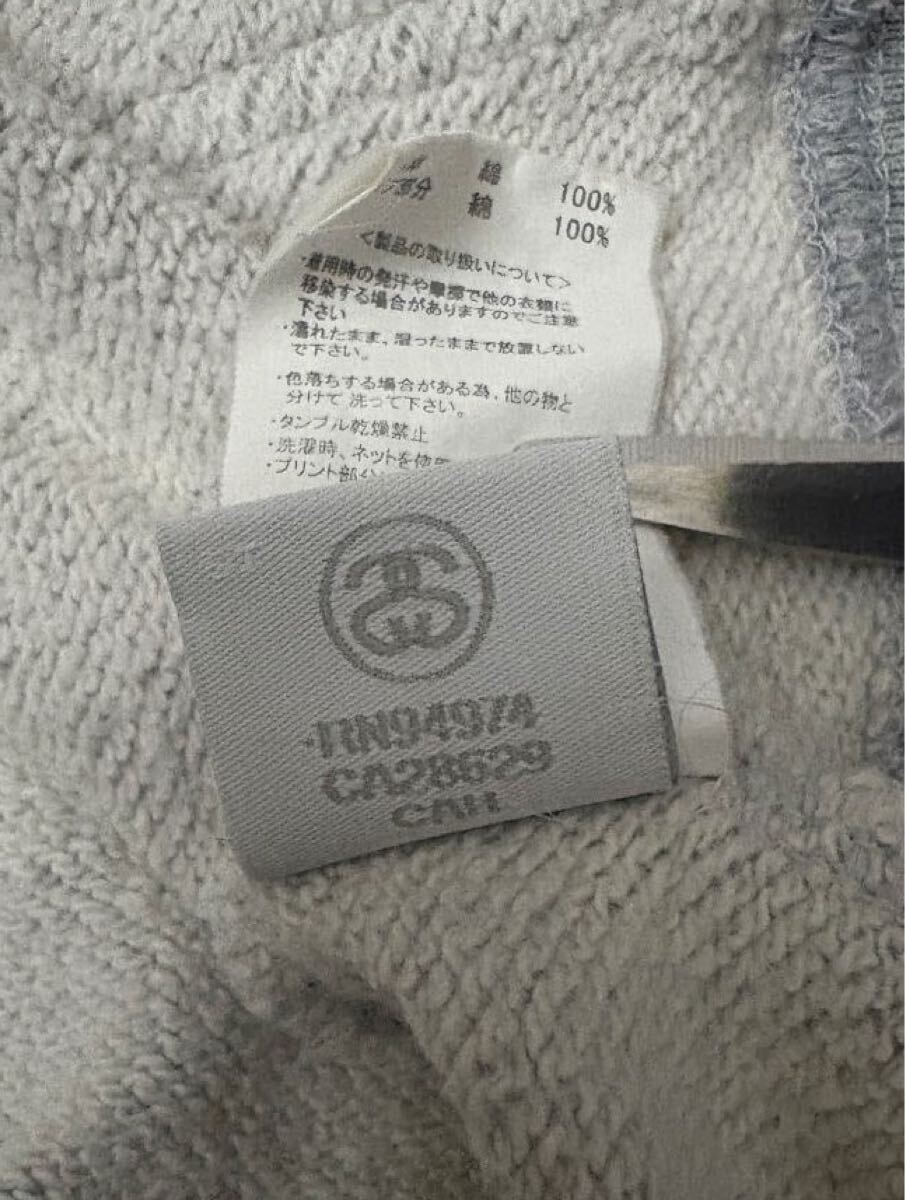 綿 100%
部分 綿 100%
<製品の取り扱いについて>
・着用時の発汗や摩擦で他の衣類に
移染する場合がありますのでご注意
下さい
・濡れたまま、湿ったままで放置しない
で下さい。
・色落ちする場合がある為、他の物と
分けて 洗って下さい。
・タンブル乾燥禁止
・洗濯時、ネットを使
・プリント部分
RN94974
CA28629